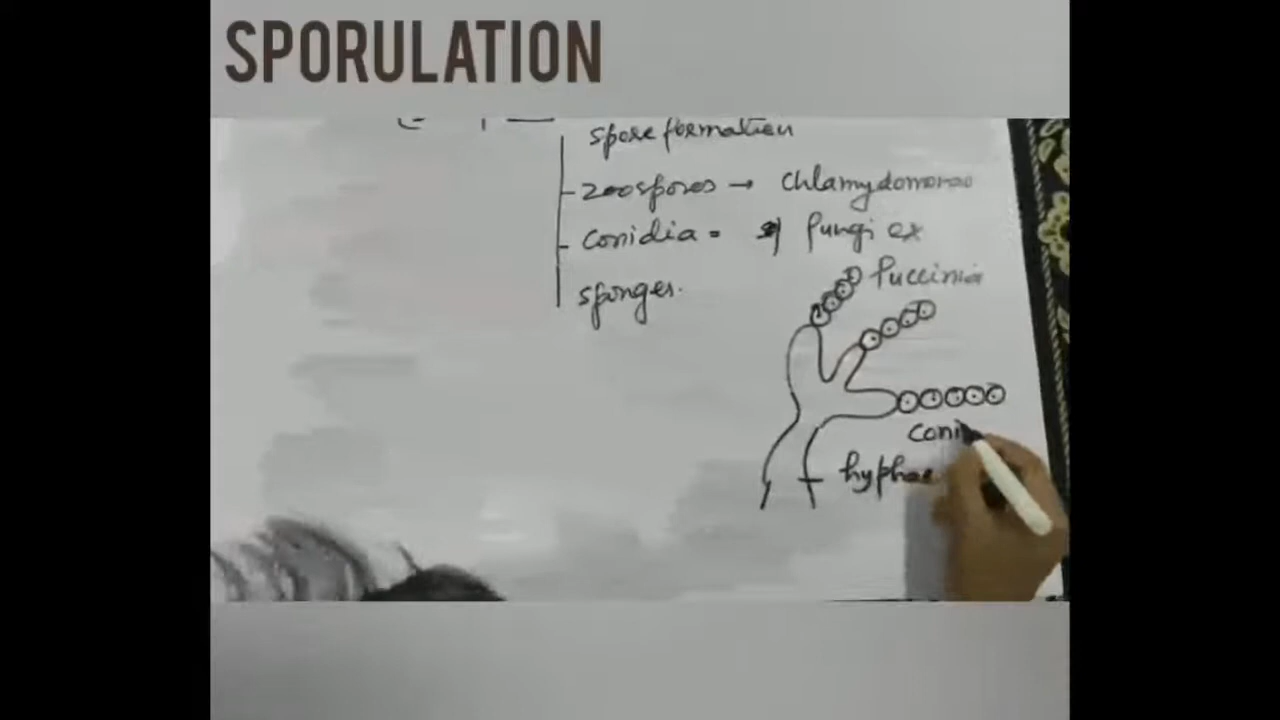 SPORULATION
spore formation
zoospores → Chlamydomonas
Conidia = fungi ex
Puccinia
sponges.
Coni
hyphae